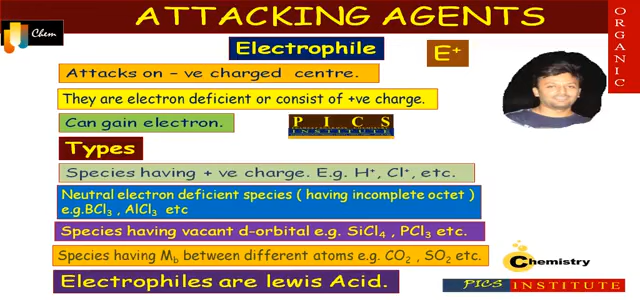 Chem
ATTACKING AGENTS
ORGANIC
Electrophile
E⁺
Attacks on – ve charged centre.
They are electron deficient or consist of +ve charge.
Can gain electron.
P I C S
INSTITUTE
Types
Species having + ve charge. E.g. H⁺, Cl⁺, etc.
Neutral electron deficient species ( having incomplete octet )
e.g.BCl₃ , AlCl₃ etc
Species having vacant d-orbital e.g. SiCl₄ , PCl₃ etc.
Species having M_b between different atoms e.g. CO₂ , SO₂ etc.
Chemistry
Electrophiles are lewis Acid.
PICS INSTITUTE